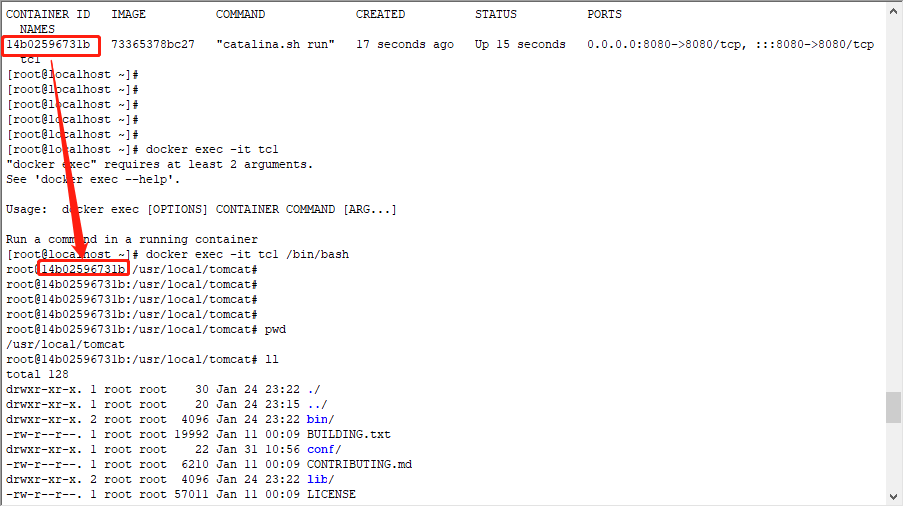 CONTAINER ID   IMAGE          COMMAND             CREATED          STATUS          PORTS
  NAMES
14b02596731b   73365378bc27   "catalina.sh run"   17 seconds ago   Up 15 seconds   0.0.0.0:8080->8080/tcp, :::8080->8080/tcp
  tc1
[root@localhost ~]#
[root@localhost ~]#
[root@localhost ~]#
[root@localhost ~]#
[root@localhost ~]#
[root@localhost ~]# docker exec -it tc1
"docker exec" requires at least 2 arguments.
See 'docker exec --help'.
Usage:  docker exec [OPTIONS] CONTAINER COMMAND [ARG...]
Run a command in a running container
[root@localhost ~]# docker exec -it tc1 /bin/bash
root@14b02596731b:/usr/local/tomcat#
root@14b02596731b:/usr/local/tomcat#
root@14b02596731b:/usr/local/tomcat#
root@14b02596731b:/usr/local/tomcat#
root@14b02596731b:/usr/local/tomcat# pwd
/usr/local/tomcat
root@14b02596731b:/usr/local/tomcat# ll
total 128
drwxr-xr-x. 1 root root    30 Jan 24 23:22 ./
drwxr-xr-x. 1 root root    20 Jan 24 23:15 ../
drwxr-xr-x. 2 root root  4096 Jan 24 23:22 bin/
-rw-r--r--. 1 root root 19992 Jan 11 00:09 BUILDING.txt
drwxr-xr-x. 1 root root    22 Jan 31 10:56 conf/
-rw-r--r--. 1 root root  6210 Jan 11 00:09 CONTRIBUTING.md
drwxr-xr-x. 2 root root  4096 Jan 24 23:22 lib/
-rw-r--r--. 1 root root 57011 Jan 11 00:09 LICENSE